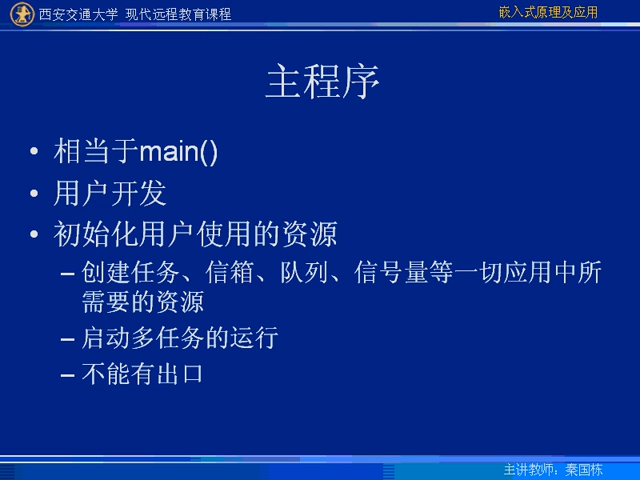 西安交通大学 现代远程教育课程
嵌入式原理及应用
主程序
• 相当于main()
• 用户开发
• 初始化用户使用的资源
– 创建任务、信箱、队列、信号量等一切应用中所
需要的资源
– 启动多任务的运行
– 不能有出口
主讲教师：秦国栋